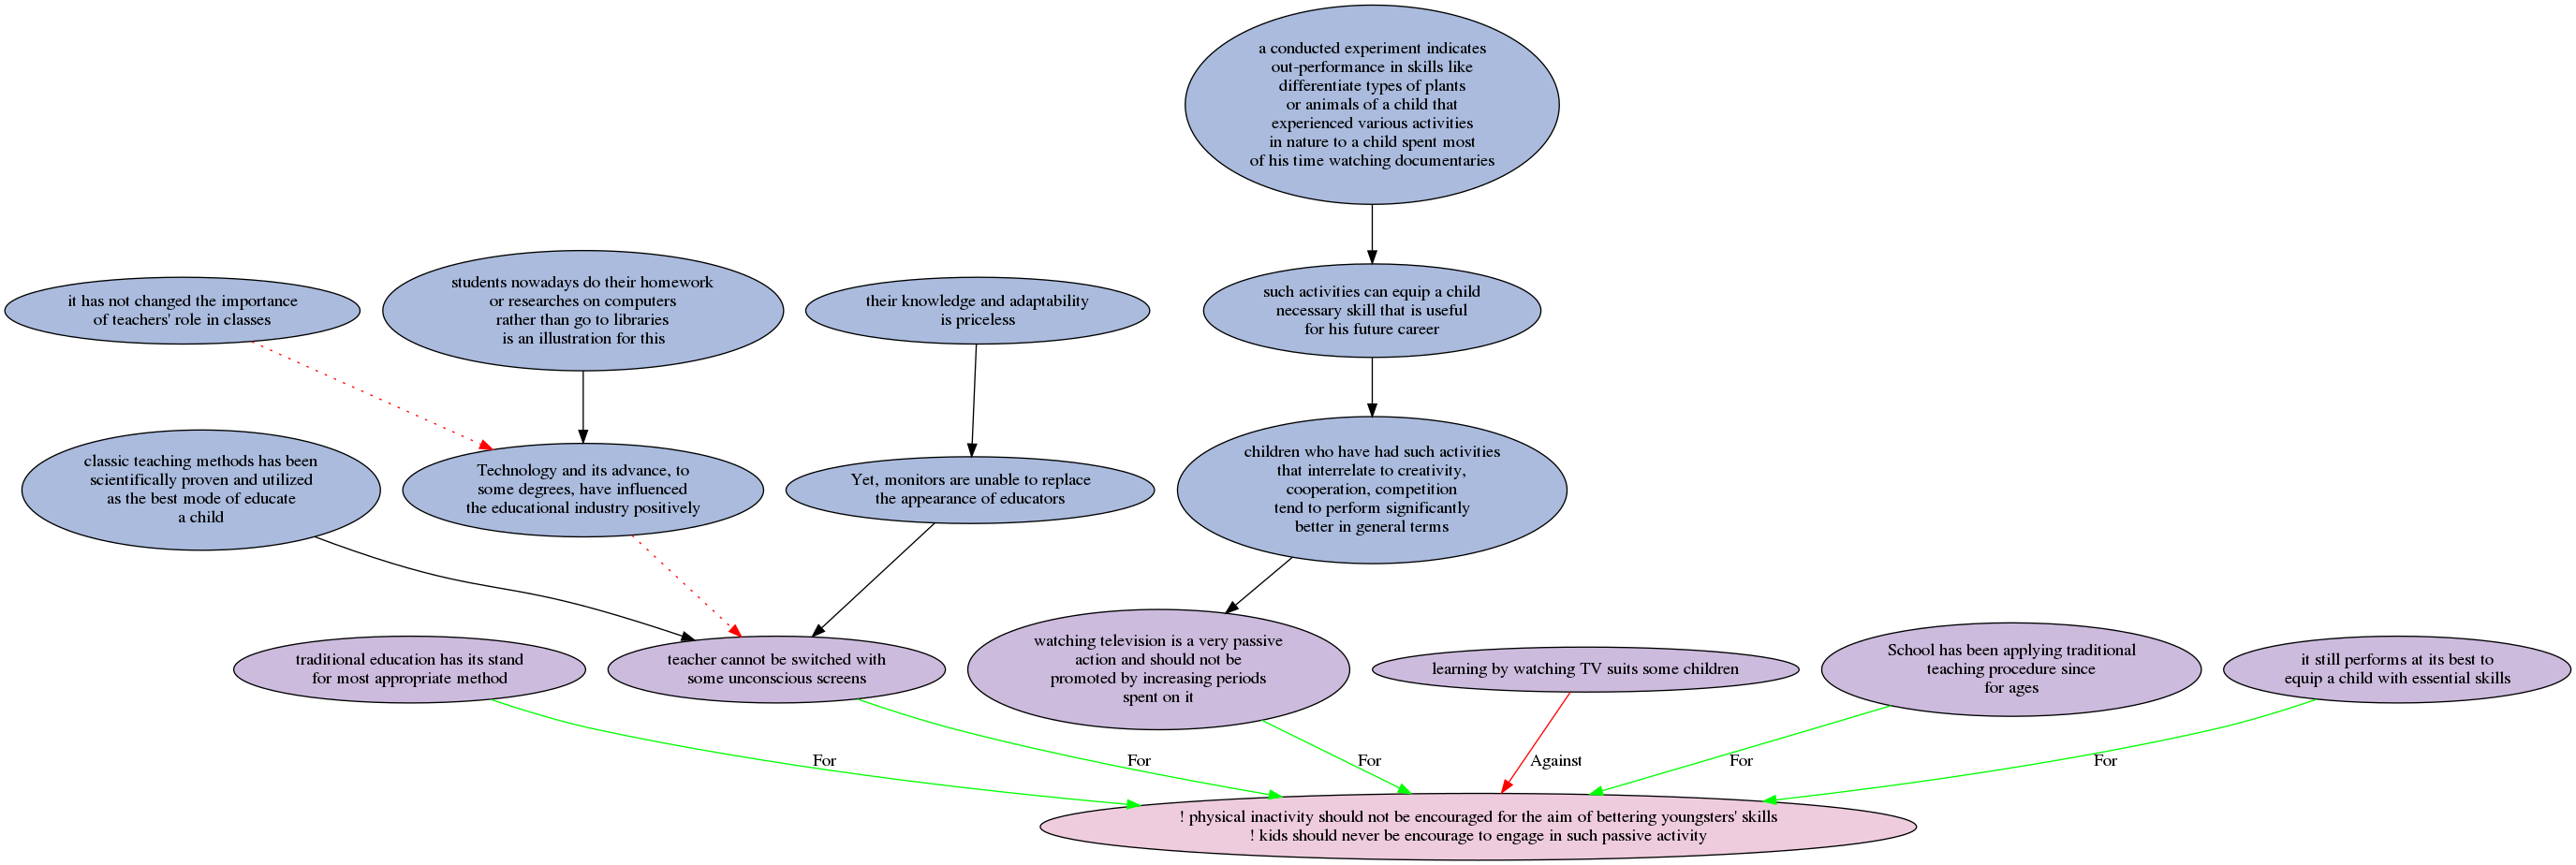 a conducted experiment indicates
out-performance in skills like
differentiate types of plants
or animals of a child that
experienced various activities
in nature to a child spent most
of his time watching documentaries
it has not changed the importance
of teachers' role in classes
students nowadays do their homework
or researches on computers
rather than go to libraries
is an illustration for this
their knowledge and adaptability
is priceless
such activities can equip a child
necessary skill that is useful
for his future career
classic teaching methods has been
scientifically proven and utilized
as the best mode of educate
a child
Technology and its advance, to
some degrees, have influenced
the educational industry positively
Yet, monitors are unable to replace
the appearance of educators
children who have had such activities
that interrelate to creativity,
cooperation, competition
tend to perform significantly
better in general terms
traditional education has its stand
for most appropriate method
teacher cannot be switched with
some unconscious screens
watching television is a very passive
action and should not be
promoted by increasing periods
spent on it
learning by watching TV suits some children
School has been applying traditional
teaching procedure since
for ages
it still performs at its best to
equip a child with essential skills
For
For
For
Against
For
For
! physical inactivity should not be encouraged for the aim of bettering youngsters' skills
! kids should never be encourage to engage in such passive activity